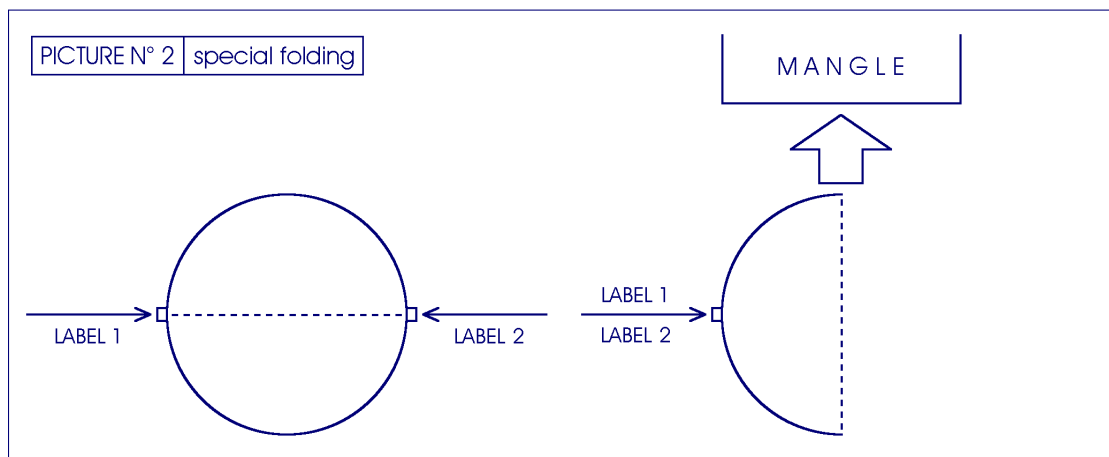 PICTURE N° 2 special folding
MANGLE
LABEL 1
LABEL 2
LABEL 1
LABEL 2